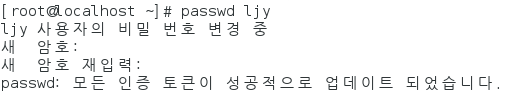 [root@localhost ~]# passwd ljy
ljy 사용자의 비밀 번호 변경 중
새 암호:
새 암호 재입력:
passwd: 모든 인증 토큰이 성공적으로 업데이트 되었습니다.